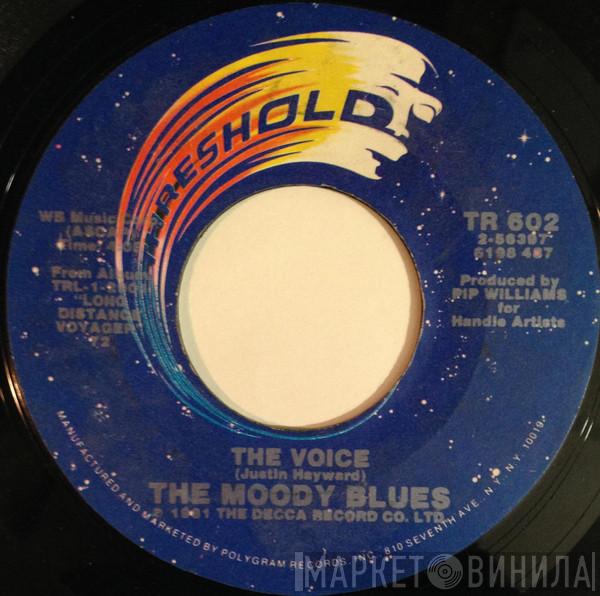 THRESHOLD
WB Music
Time:
From Album
"LONG
DISTANCE
VOYAGER"
72
TR 602
2-56397
6198 487
Produced by
PIP WILLIAMS
for
Handle Artists
THE VOICE
(Justin Hayward)
THE MOODY BLUES
℗ 1981 THE DECCA RECORD CO. LTD.
MANUFACTURED AND MARKETED BY POLYGRAM RECORDS, INC. 810 SEVENTH AVE. N.Y. N.Y. 10019.
МАРКЕТ ВИНИЛА